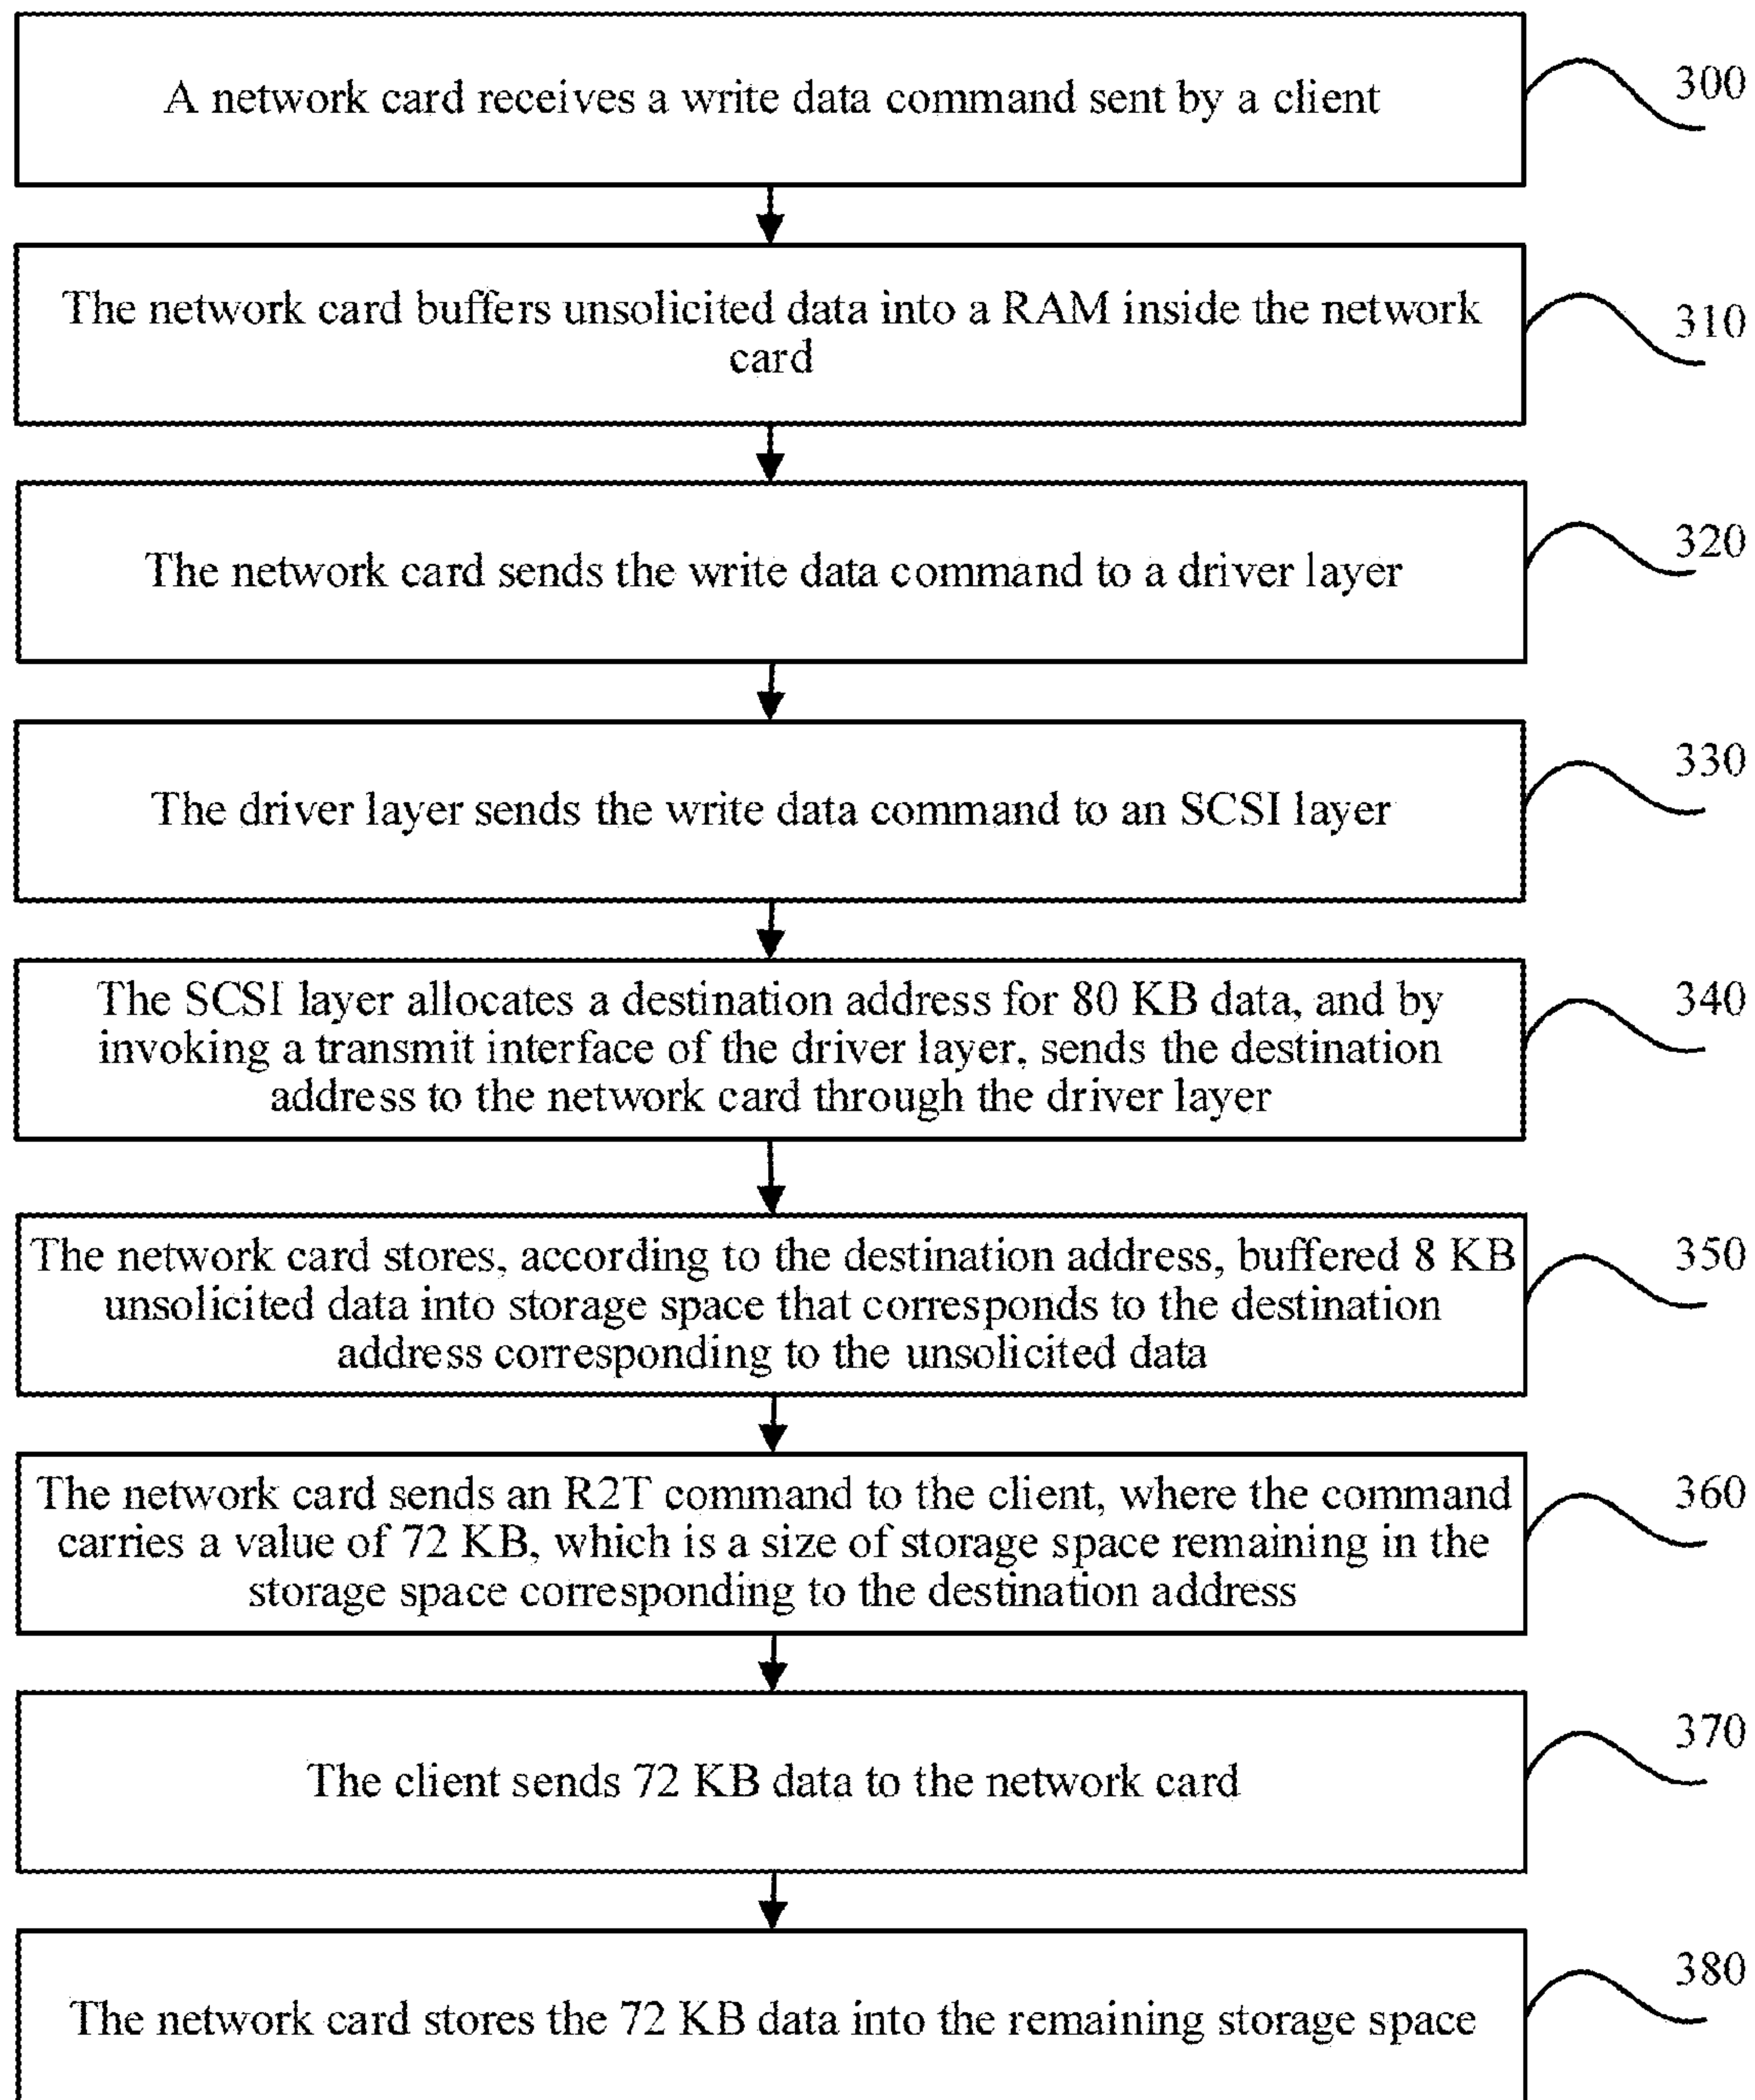 A network card receives a write data command sent by a client
300
The network card buffers unsolicited data into a RAM inside the network
card
310
The network card sends the write data command to a driver layer
320
The driver layer sends the write data command to an SCSI layer
330
The SCSI layer allocates a destination address for 80 KB data, and by
invoking a transmit interface of the driver layer, sends the destination
address to the network card through the driver layer
340
The network card stores, according to the destination address, buffered 8 KB
unsolicited data into storage space that corresponds to the destination
address corresponding to the unsolicited data
350
The network card sends an R2T command to the client, where the command
carries a value of 72 KB, which is a size of storage space remaining in the
storage space corresponding to the destination address
360
The client sends 72 KB data to the network card
370
The network card stores the 72 KB data into the remaining storage space
380